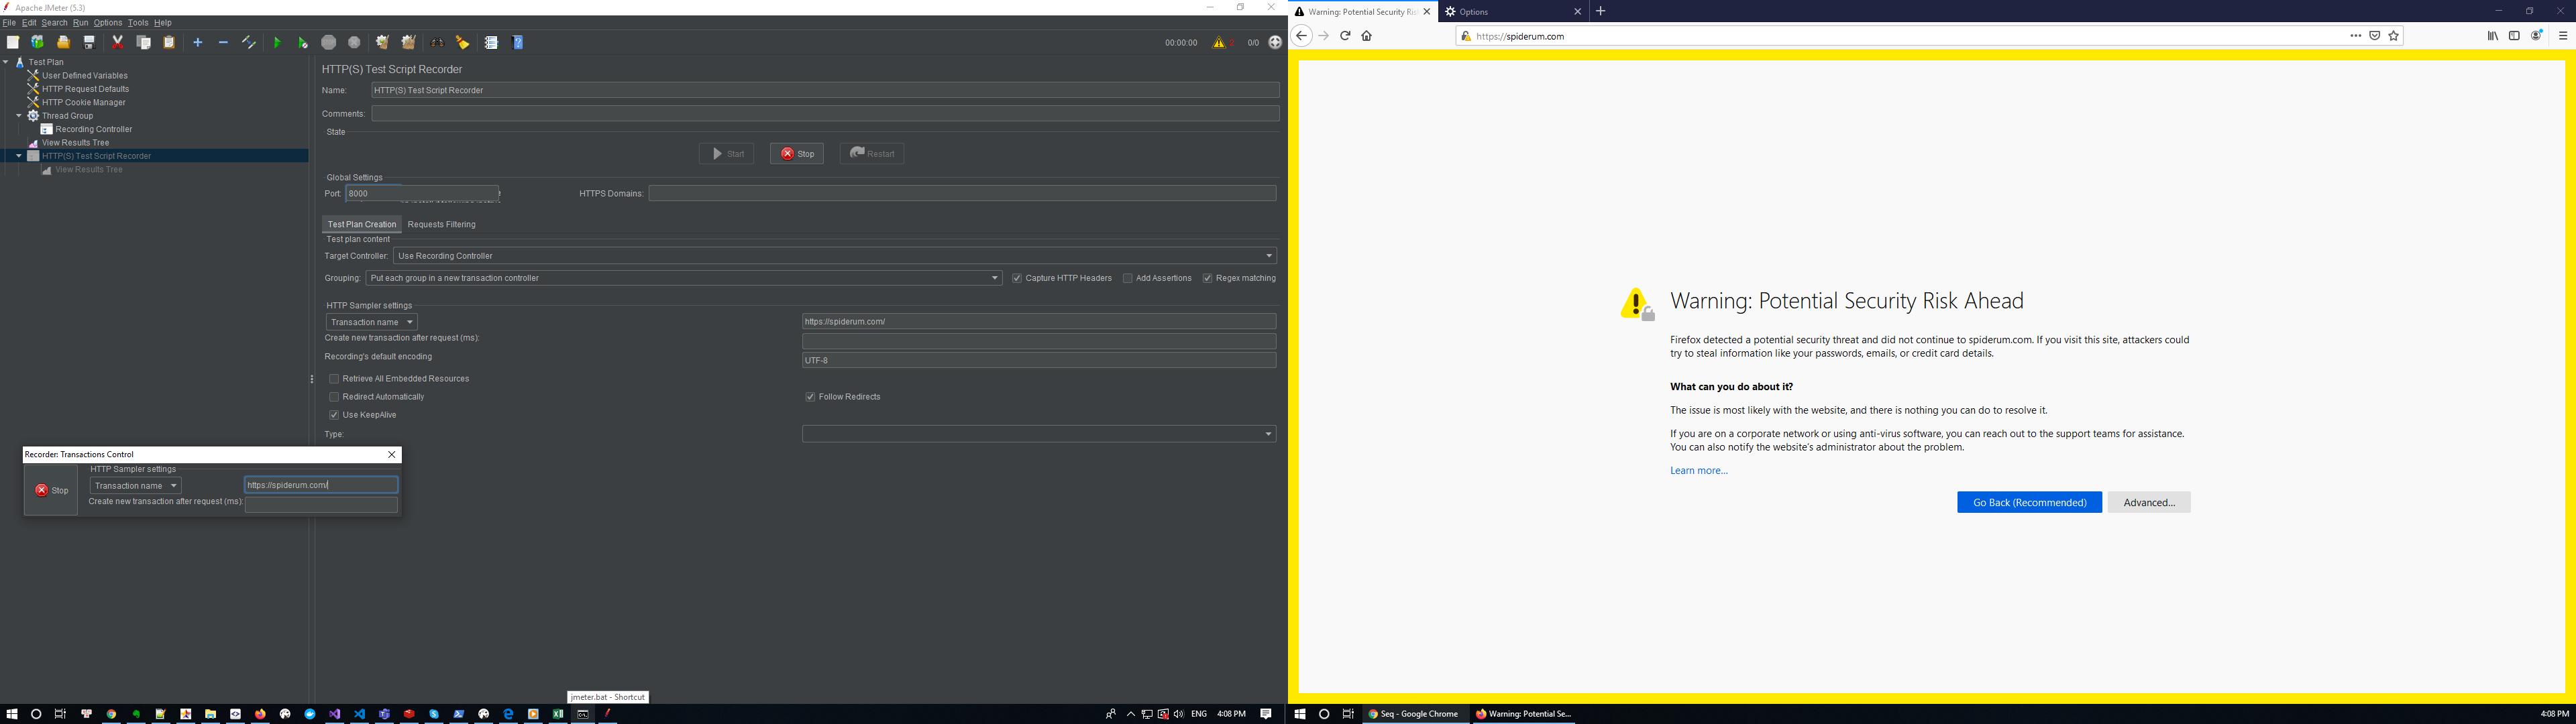 Apache JMeter (5.3)
File Edit Search Run Options Tools Help
00:00:00
0/0
Test Plan
User Defined Variables
HTTP Request Defaults
HTTP Cookie Manager
Thread Group
Recording Controller
View Results Tree
HTTP(S) Test Script Recorder
View Results Tree
HTTP(S) Test Script Recorder
Name: HTTP(S) Test Script Recorder
Comments:
State
Start Stop Restart
Global Settings
Port: 8000 HTTPS Domains:
Test Plan Creation Requests Filtering
Test plan content
Target Controller: Use Recording Controller
Grouping: Put each group in a new transaction controller Capture HTTP Headers Add Assertions Regex matching
HTTP Sampler settings
Transaction name https://spiderum.com/
Create new transaction after request (ms):
Recording's default encoding UTF-8
Retrieve All Embedded Resources
Redirect Automatically Follow Redirects
Use KeepAlive
Type:
Recorder: Transactions Control
HTTP Sampler settings
Stop
Transaction name https://spiderum.com/
Create new transaction after request (ms):
jmeter.bat - Shortcut
ENG 4:08 PM
Warning: Potential Security Ris
Options
https://spiderum.com
Warning: Potential Security Risk Ahead
Firefox detected a potential security threat and did not continue to spiderum.com. If you visit this site, attackers could
try to steal information like your passwords, emails, or credit card details.
What can you do about it?
The issue is most likely with the website, and there is nothing you can do to resolve it.
If you are on a corporate network or using anti-virus software, you can reach out to the support teams for assistance.
You can also notify the website's administrator about the problem.
Learn more...
Go Back (Recommended) Advanced...
Seq - Google Chrome
Warning: Potential Se...
4:08 PM